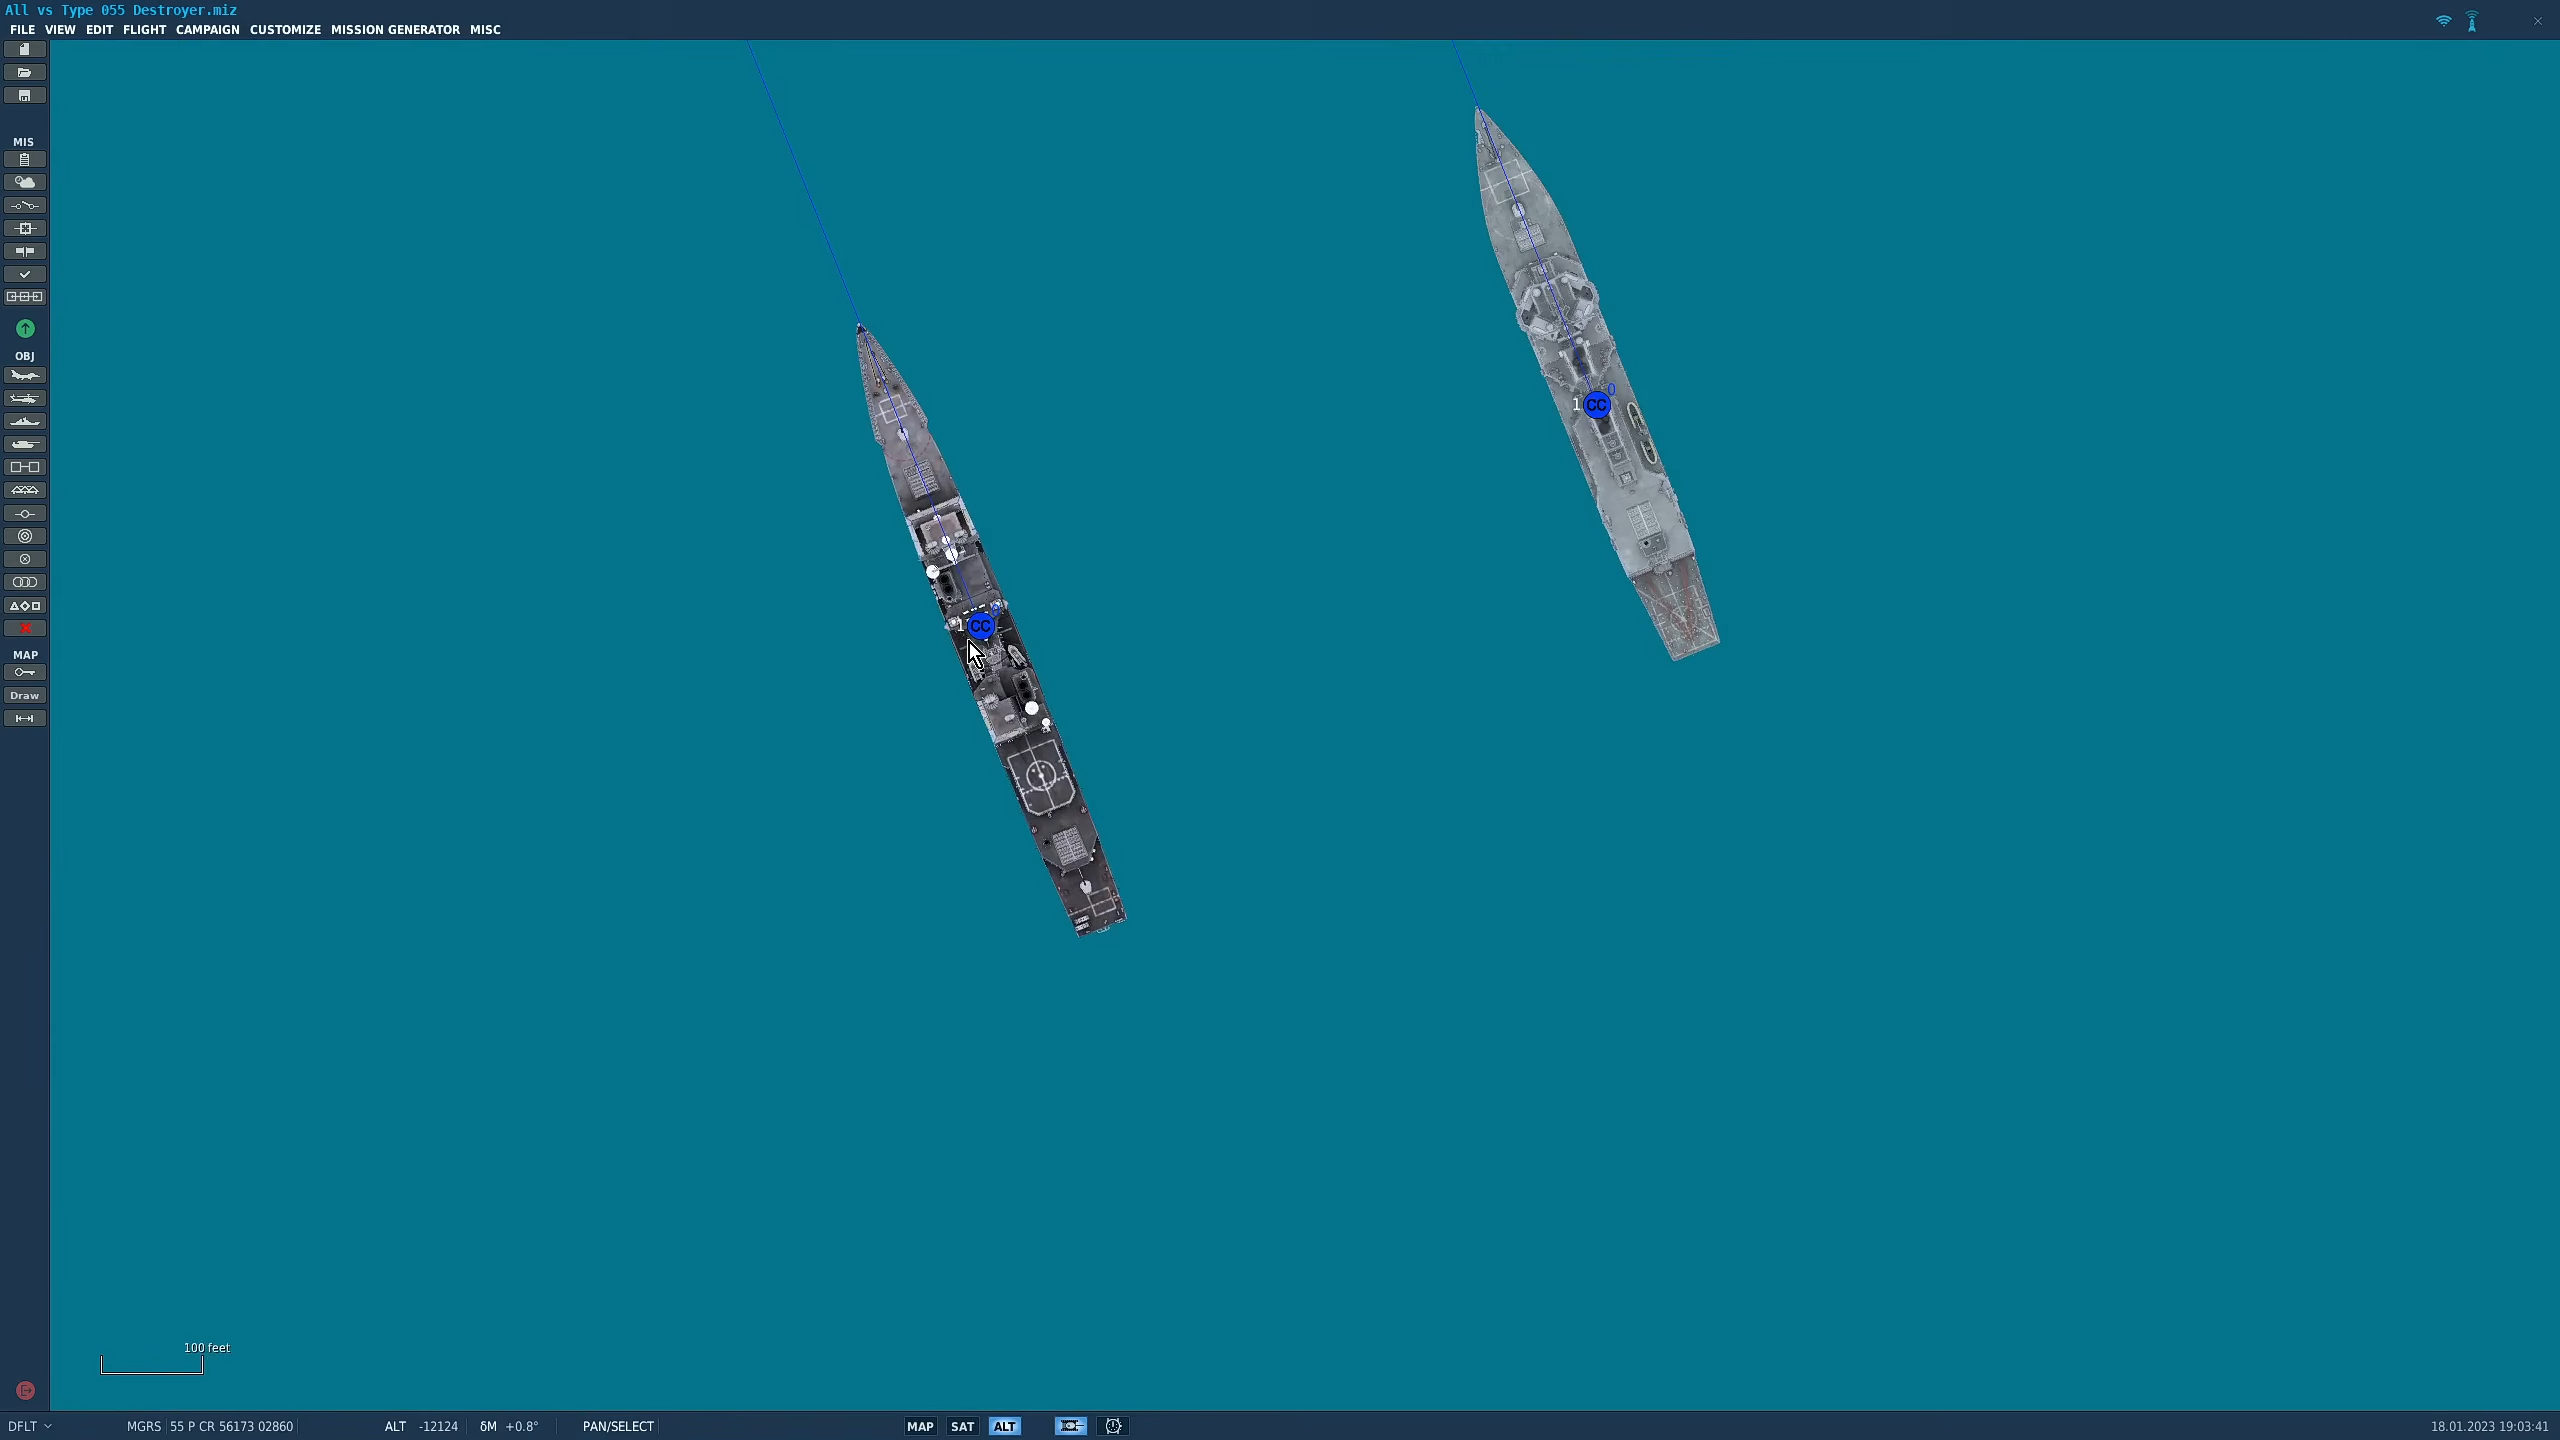 All vs Type 055 Destroyer.miz
FILE VIEW EDIT FLIGHT CAMPAIGN CUSTOMIZE MISSION GENERATOR MISC
MIS
OBJ
MAP
Draw
0
1 CC
1 CC
100 feet
DFLT MGRS 55 P CR 56173 02860 ALT -12124 δM +0.8° PAN/SELECT MAP SAT ALT 18.01.2023 19:03:41